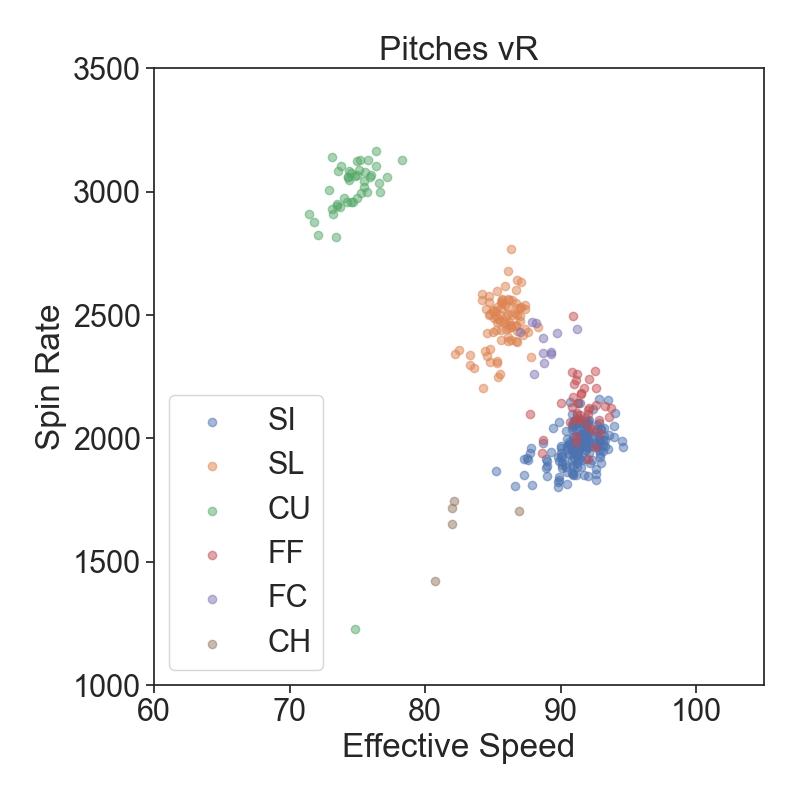 Pitches vR
3500
3000
2500
2000
1500
1000
Spin Rate
SI
SL
CU
FF
FC
CH
60 70 80 90 100
Effective Speed